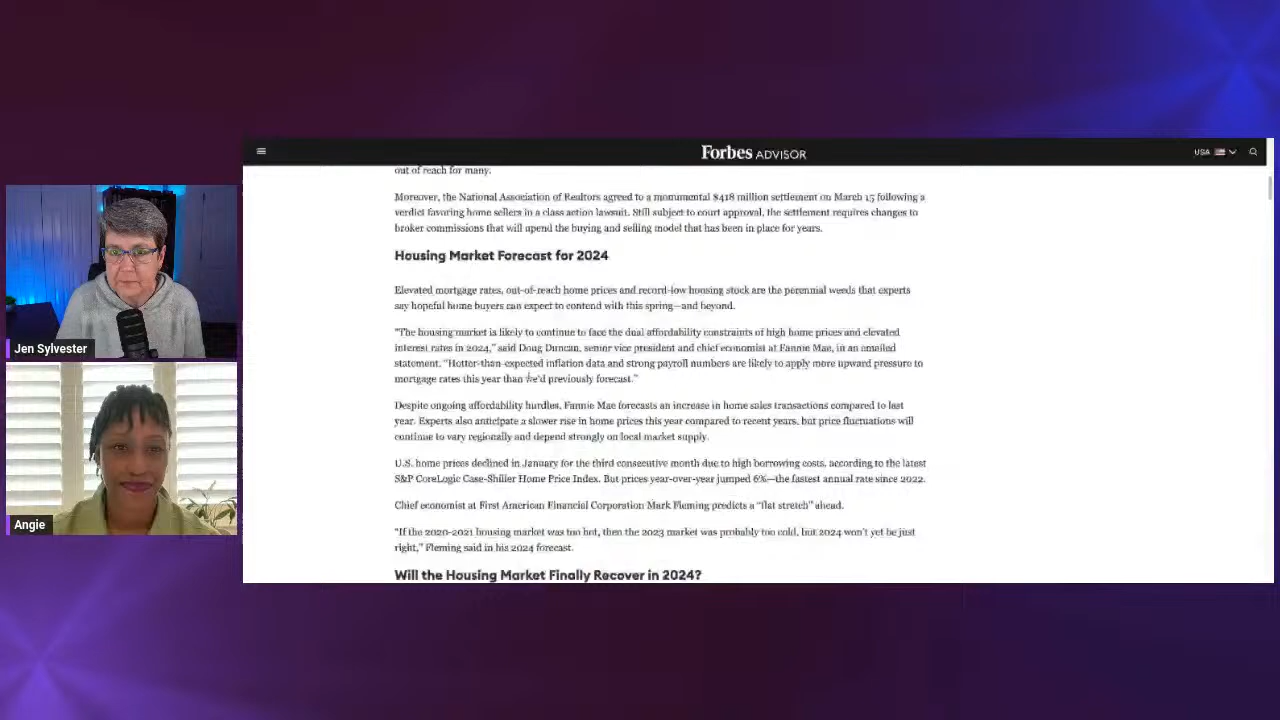 Forbes ADVISOR
USA
out of reach for many.
Moreover, the National Association of Realtors agreed to a monumental $418 million settlement on March 15 following a
verdict favoring home sellers in a class action lawsuit. Still subject to court approval, the settlement requires changes to
broker commissions that will upend the buying and selling model that has been in place for years.
Housing Market Forecast for 2024
Elevated mortgage rates, out-of-reach home prices and record-low housing stock are the perennial weeds that experts
say hopeful home buyers can expect to contend with this spring—and beyond.
"The housing market is likely to continue to face the dual affordability constraints of high home prices and elevated
interest rates in 2024," said Doug Duncan, senior vice president and chief economist at Fannie Mae, in an emailed
statement. "Hotter-than-expected inflation data and strong payroll numbers are likely to apply more upward pressure to
mortgage rates this year than we'd previously forecast."
Despite ongoing affordability hurdles, Fannie Mae forecasts an increase in home sales transactions compared to last
year. Experts also anticipate a slower rise in home prices this year compared to recent years, but price fluctuations will
continue to vary regionally and depend strongly on local market supply.
U.S. home prices declined in January for the third consecutive month due to high borrowing costs, according to the latest
S&P CoreLogic Case-Shiller Home Price Index. But prices year-over-year jumped 6%—the fastest annual rate since 2022.
Chief economist at First American Financial Corporation Mark Fleming predicts a "flat stretch" ahead.
"If the 2020-2021 housing market was too hot, then the 2023 market was probably too cold, but 2024 won't yet be just
right," Fleming said in his 2024 forecast.
Will the Housing Market Finally Recover in 2024?
Jen Sylvester
Angie